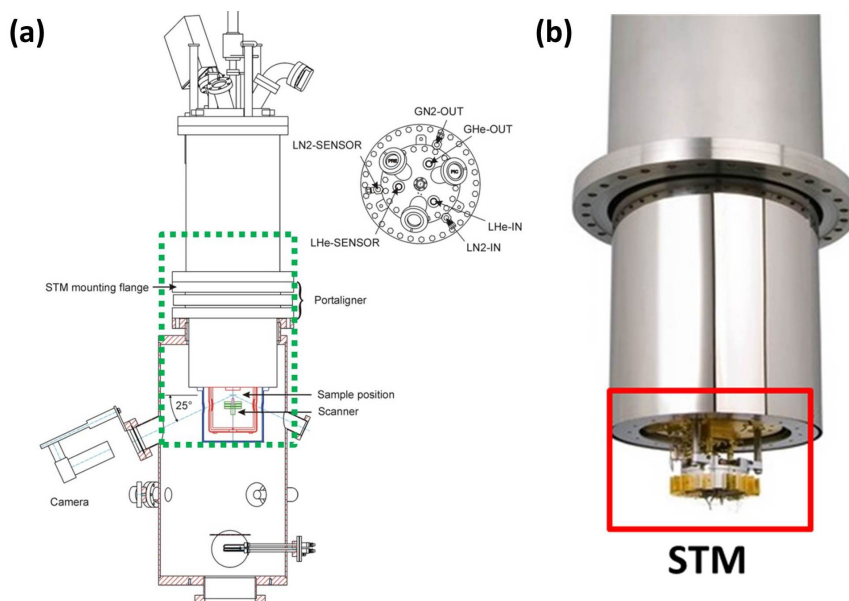 (a)
(b)
GN2-OUT
GHe-OUT
LN2-SENSOR
LHe-SENSOR
LHe-IN
LN2-IN
STM mounting flange
Portaligner
Sample position
25°
Scanner
Camera
STM